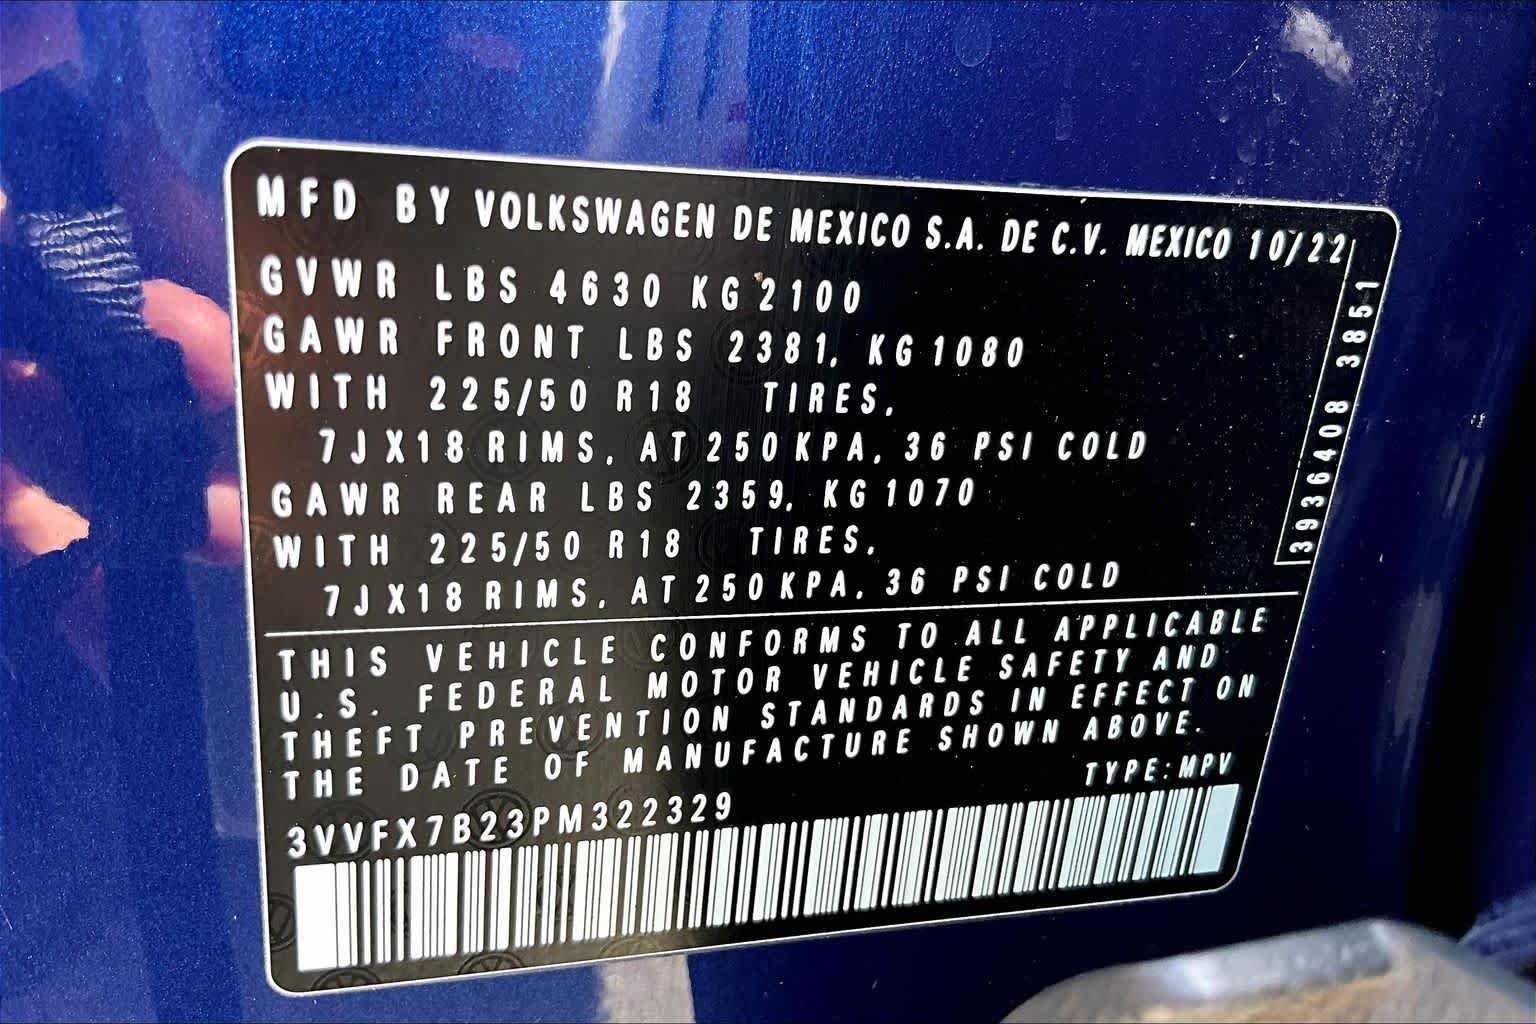 MFD BY VOLKSWAGEN DE MEXICO S.A. DE C.V. MEXICO 10/22
GVWR LBS 4630 KG 2100
GAWR FRONT LBS 2381, KG 1080
WITH 225/50 R18 TIRES,
7JX18 RIMS, AT 250 KPA, 36 PSI COLD
GAWR REAR LBS 2359, KG 1070
WITH 225/50 R18 TIRES,
7JX18 RIMS, AT 250 KPA, 36 PSI COLD
3936408 3851
THIS VEHICLE CONFORMS TO ALL APPLICABLE
U.S. FEDERAL MOTOR VEHICLE SAFETY AND
THEFT PREVENTION STANDARDS IN EFFECT ON
THE DATE OF MANUFACTURE SHOWN ABOVE.
TYPE:MPV
3VVFX7B23PM322329